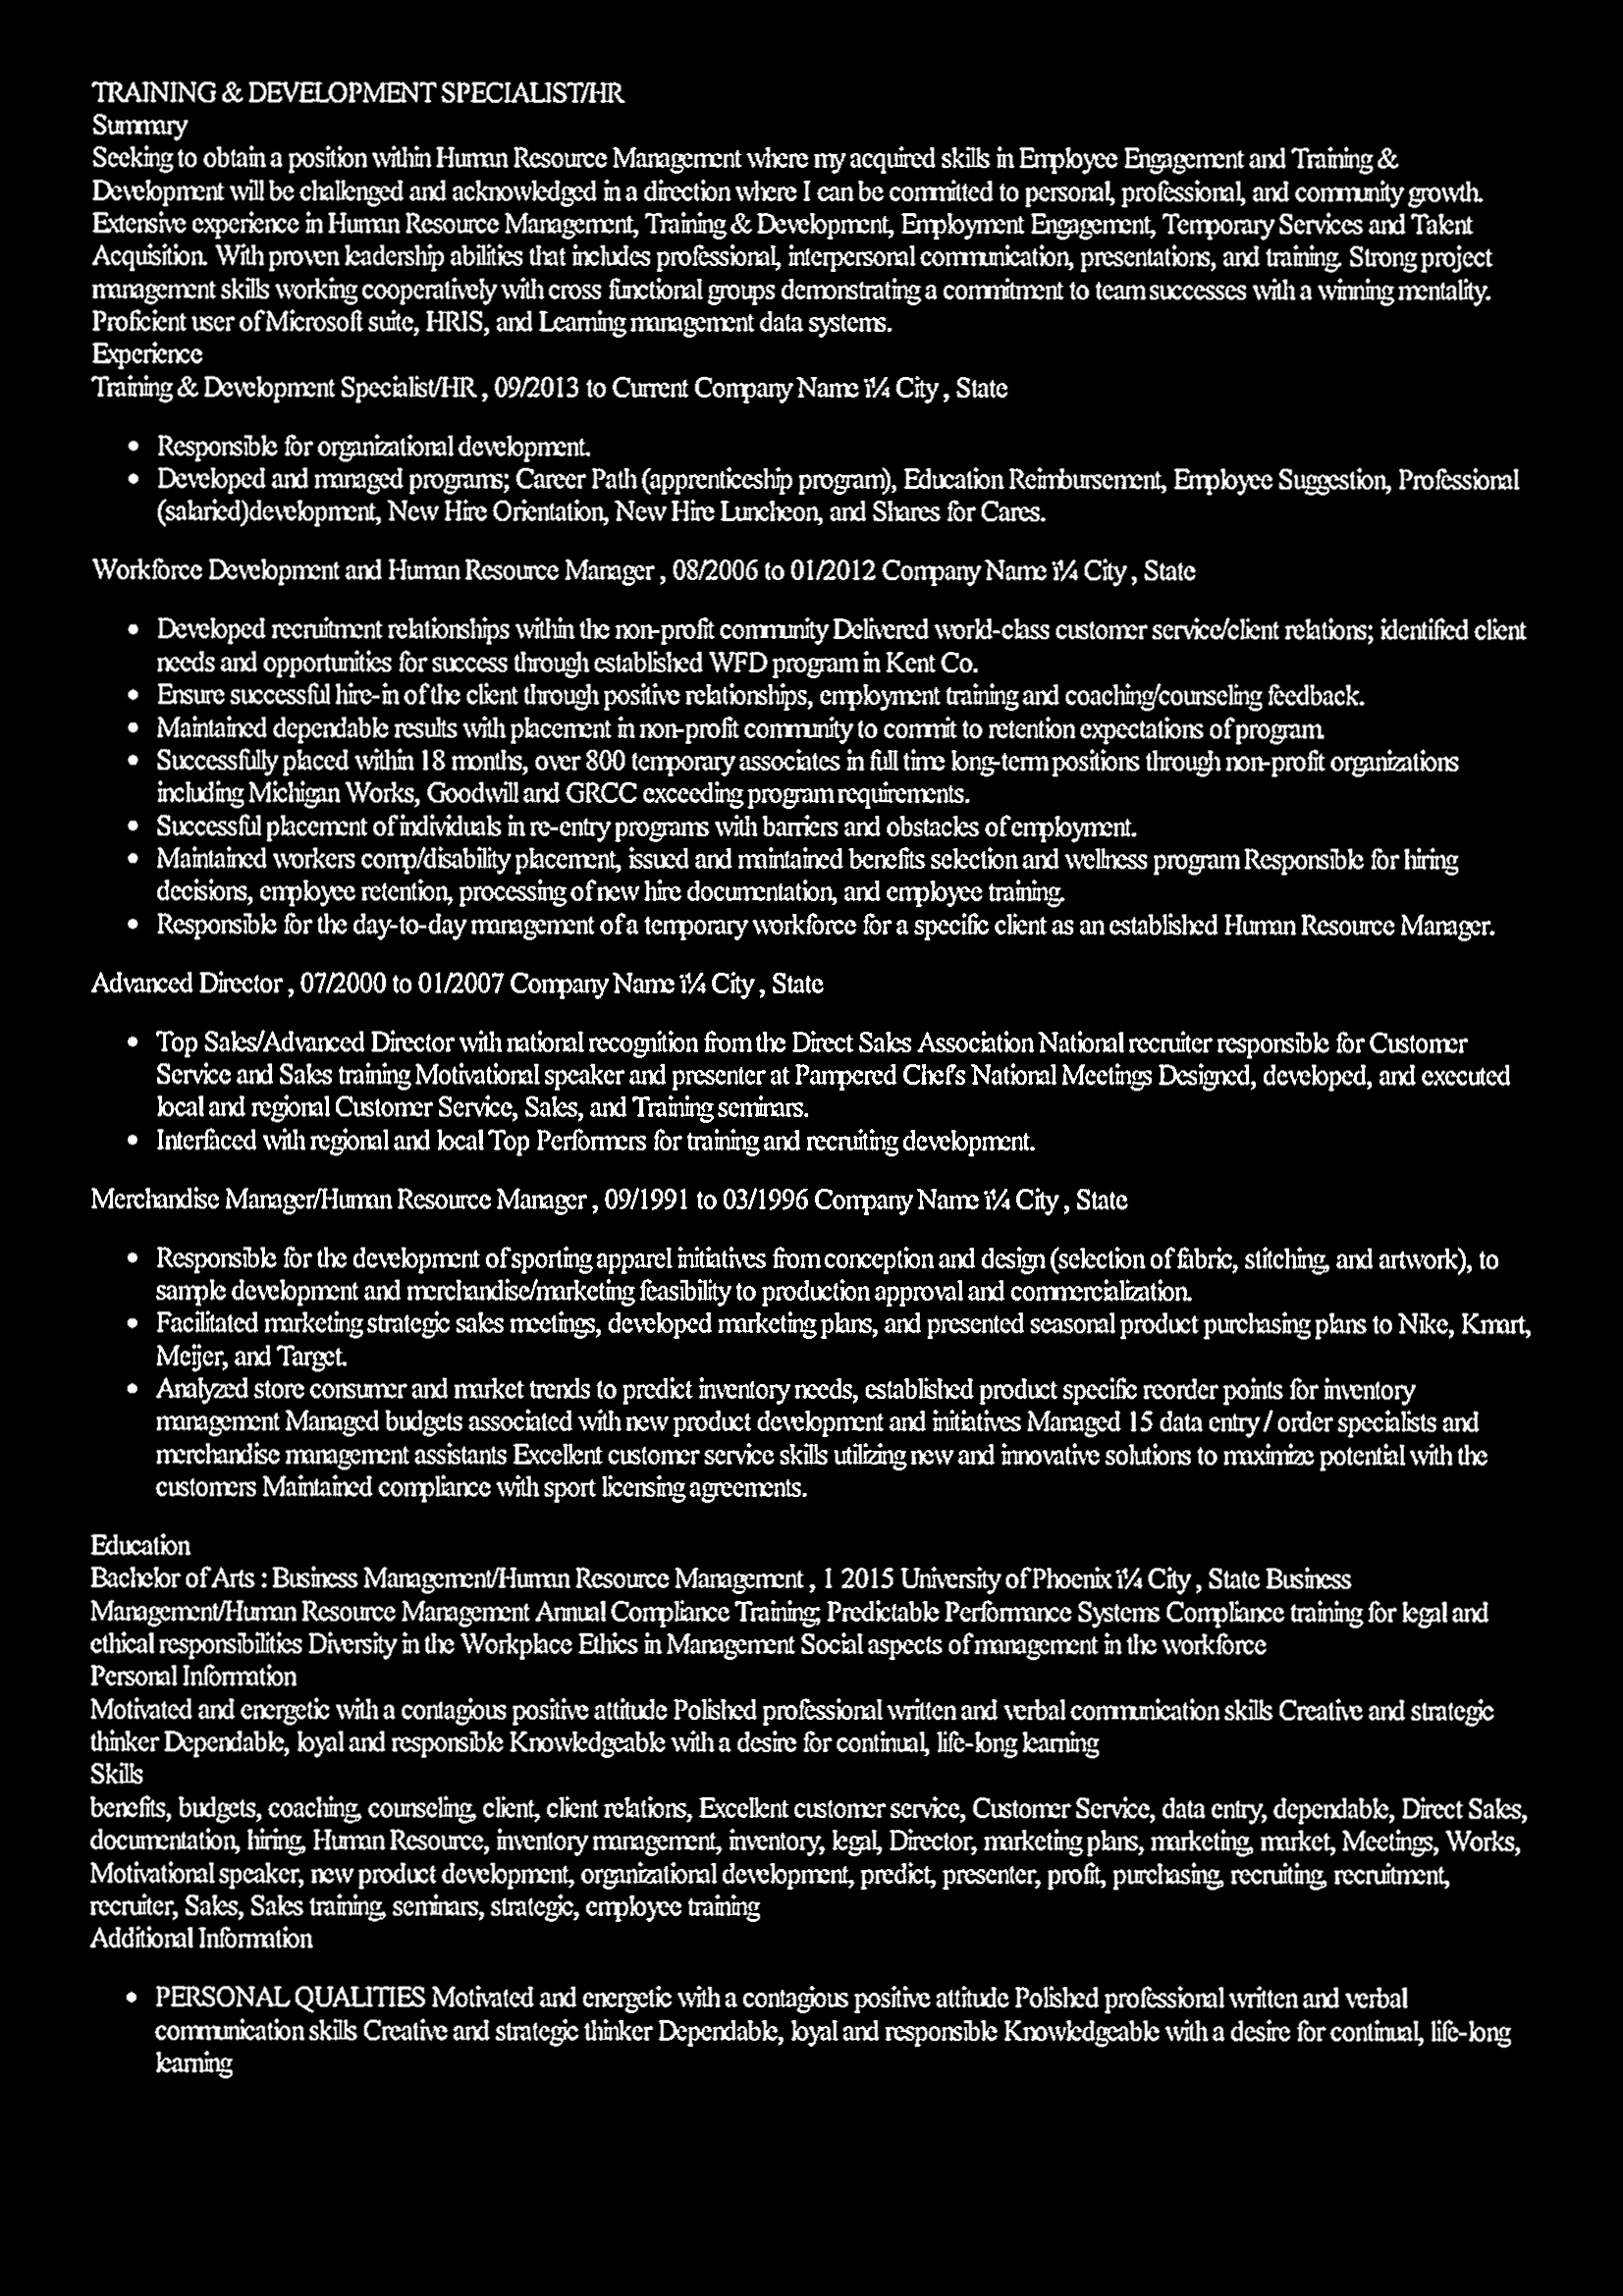 TRAINING & DEVELOPMENT SPECIALIST/HR
Summary
Seeking to obtain a position within Human Resource Management where my acquired skills in Employee Engagement and Training &
Development will be challenged and acknowledged in a direction where I can be committed to personal, professional, and community growth.
Extensive experience in Human Resource Management, Training & Development, Employment Engagement, Temporary Services and Talent
Acquisition. With proven leadership abilities that includes professional, interpersonal communication, presentations, and training. Strong project
management skills working cooperatively with cross functional groups demonstrating a commitment to team successes with a winning mentality.
Proficient user of Microsoft suite, HRIS, and Learning management data systems.
Experience
Training & Development Specialist/HR , 09/2013 to Current Company Name ï¼ City , State
• Responsible for organizational development.
• Developed and managed programs; Career Path (apprenticeship program), Education Reimbursement, Employee Suggestion, Professional
(salaried)development, New Hire Orientation, New Hire Luncheon, and Shares for Cares.
Workforce Development and Human Resource Manager , 08/2006 to 01/2012 Company Name ï¼ City , State
• Developed recruitment relationships within the non-profit community Delivered world-class customer service/client relations; identified client
needs and opportunities for success through established WFD program in Kent Co.
• Ensure successful hire-in of the client through positive relationships, employment training and coaching/counseling feedback.
• Maintained dependable results with placement in non-profit community to commit to retention expectations of program.
• Successfully placed within 18 months, over 800 temporary associates in full time long-term positions through non-profit organizations
including Michigan Works, Goodwill and GRCC exceeding program requirements.
• Successful placement of individuals in re-entry programs with barriers and obstacles of employment.
• Maintained workers comp/disability placement, issued and maintained benefits selection and wellness program Responsible for hiring
decisions, employee retention, processing of new hire documentation, and employee training.
• Responsible for the day-to-day management of a temporary workforce for a specific client as an established Human Resource Manager.
Advanced Director , 07/2000 to 01/2007 Company Name ï¼ City , State
• Top Sales/Advanced Director with national recognition from the Direct Sales Association National recruiter responsible for Customer
Service and Sales training Motivational speaker and presenter at Pampered Chefs National Meetings Designed, developed, and executed
local and regional Customer Service, Sales, and Training seminars.
• Interfaced with regional and local Top Performers for training and recruiting development.
Merchandise Manager/Human Resource Manager , 09/1991 to 03/1996 Company Name ï¼ City , State
• Responsible for the development of sporting apparel initiatives from conception and design (selection of fabric, stitching, and artwork), to
sample development and merchandise/marketing feasibility to production approval and commercialization.
• Facilitated marketing strategic sales meetings, developed marketing plans, and presented seasonal product purchasing plans to Nike, Kmart,
Meijer, and Target.
• Analyzed store consumer and market trends to predict inventory needs, established product specific reorder points for inventory
management Managed budgets associated with new product development and initiatives Managed 15 data entry / order specialists and
merchandise management assistants Excellent customer service skills utilizing new and innovative solutions to maximize potential with the
customers Maintained compliance with sport licensing agreements.
Education
Bachelor of Arts : Business Management/Human Resource Management , 1 2015 University of Phoenix ï¼ City , State Business
Management/Human Resource Management Annual Compliance Training; Predictable Performance Systems Compliance training for legal and
ethical responsibilities Diversity in the Workplace Ethics in Management Social aspects of management in the workforce
Personal Information
Motivated and energetic with a contagious positive attitude Polished professional written and verbal communication skills Creative and strategic
thinker Dependable, loyal and responsible Knowledgeable with a desire for continual, life-long learning
Skills
benefits, budgets, coaching, counseling, client, client relations, Excellent customer service, Customer Service, data entry, dependable, Direct Sales,
documentation, hiring, Human Resource, inventory management, inventory, legal, Director, marketing plans, marketing, market, Meetings, Works,
Motivational speaker, new product development, organizational development, predict, presenter, profit, purchasing, recruiting, recruitment,
recruiter, Sales, Sales training, seminars, strategic, employee training
Additional Information
• PERSONAL QUALITIES Motivated and energetic with a contagious positive attitude Polished professional written and verbal
communication skills Creative and strategic thinker Dependable, loyal and responsible Knowledgeable with a desire for continual, life-long
learning